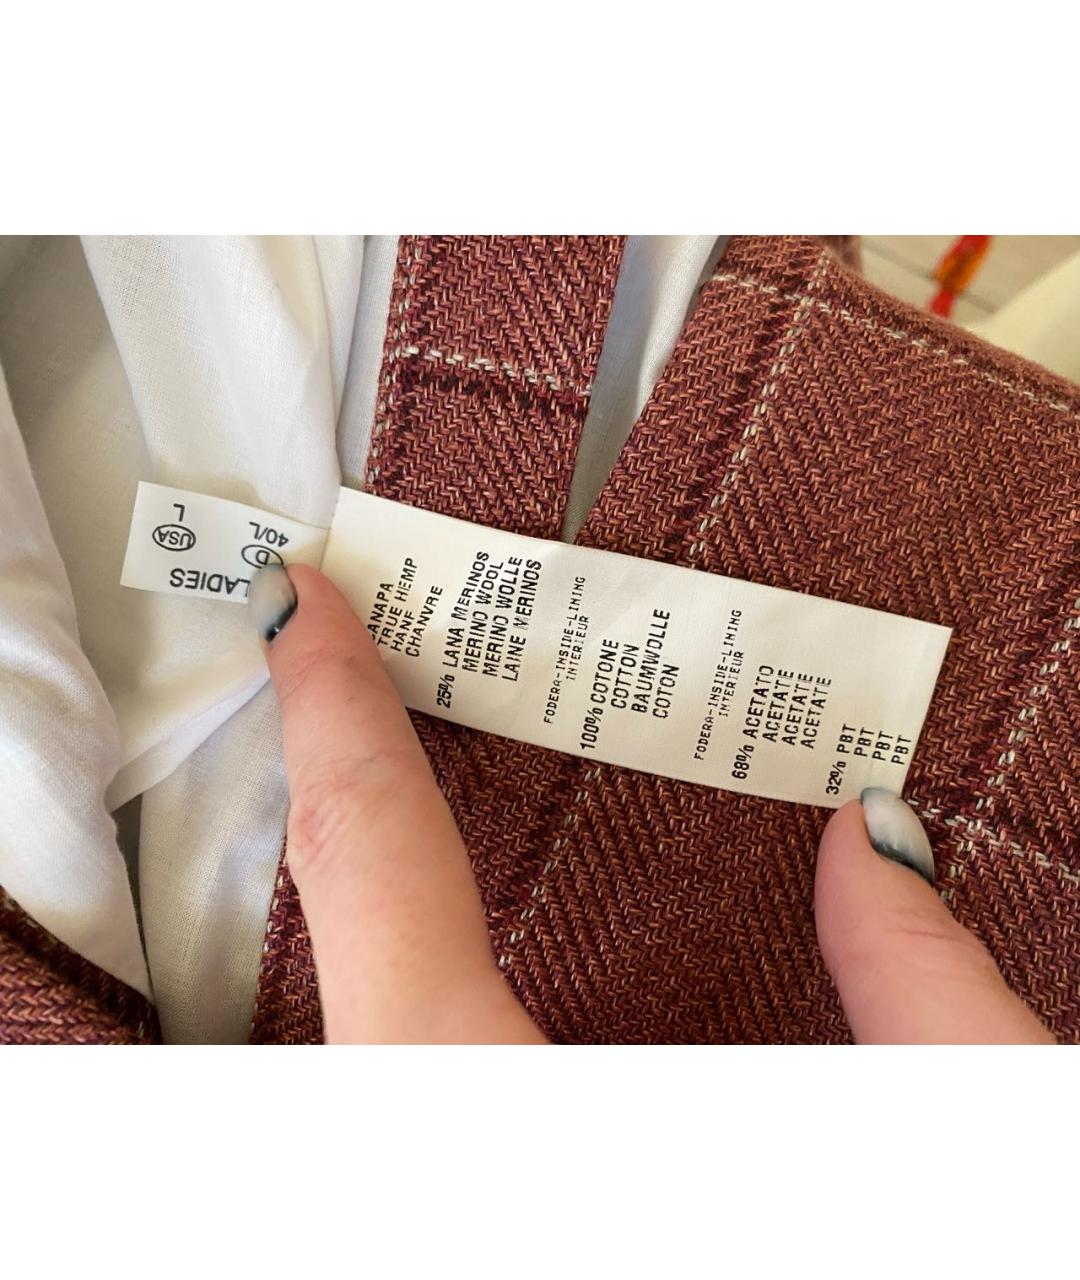 LADIES
D
40/L
USA
L
CANAPA
TRUE HEMP
HANF
CHANVRE
25% LANA MERINOS
MERINO WOOL
MERINO WOLLE
LAINE MERINOS
FODERA-INSIDE-LINING
INTERIEUR
100% COTONE
COTTON
BAUMWOLLE
COTON
FODERA-INSIDE-LINING
INTERIEUR
68% ACETATO
ACETATE
ACETATE
ACETATE
32% PBT
PBT
PBT
PBT